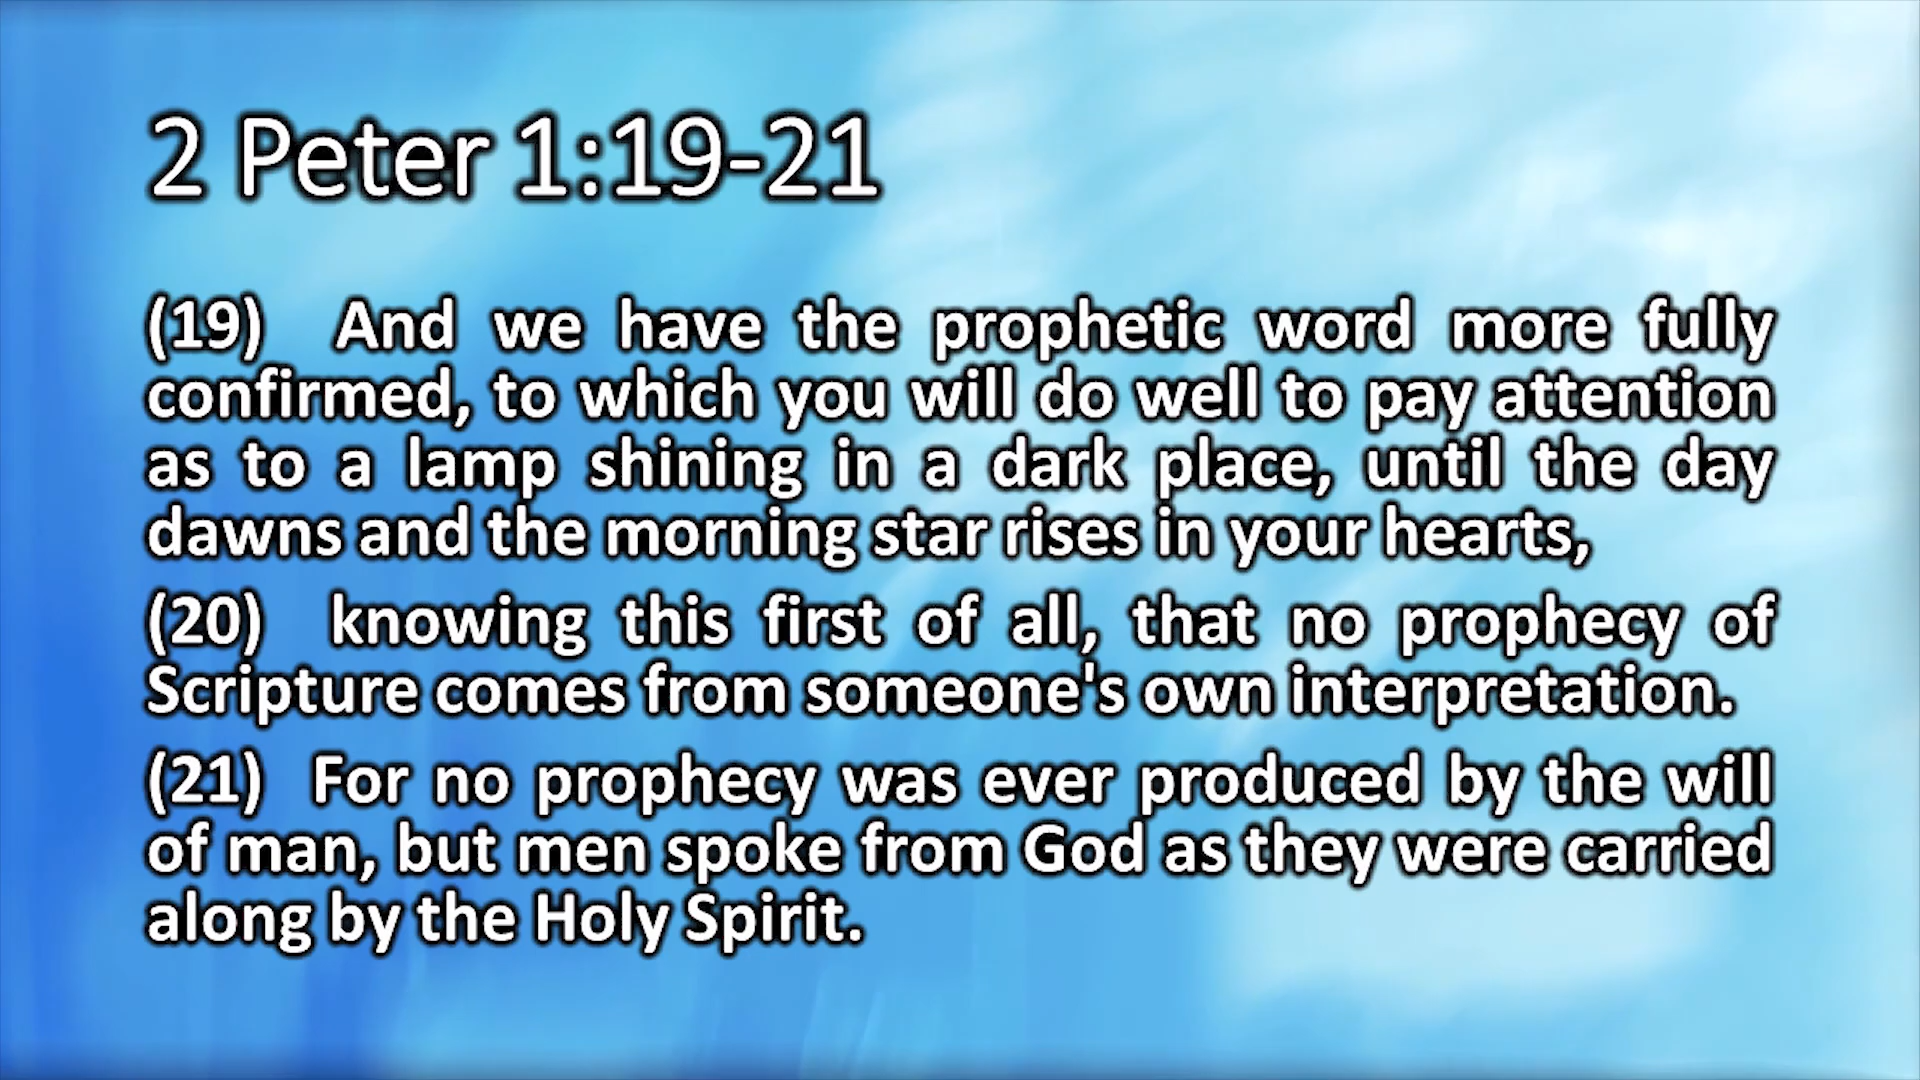 2 Peter 1:19-21
(19) And we have the prophetic word more fully
confirmed, to which you will do well to pay attention
as to a lamp shining in a dark place, until the day
dawns and the morning star rises in your hearts,
(20) knowing this first of all, that no prophecy of
Scripture comes from someone's own interpretation.
(21) For no prophecy was ever produced by the will
of man, but men spoke from God as they were carried
along by the Holy Spirit.